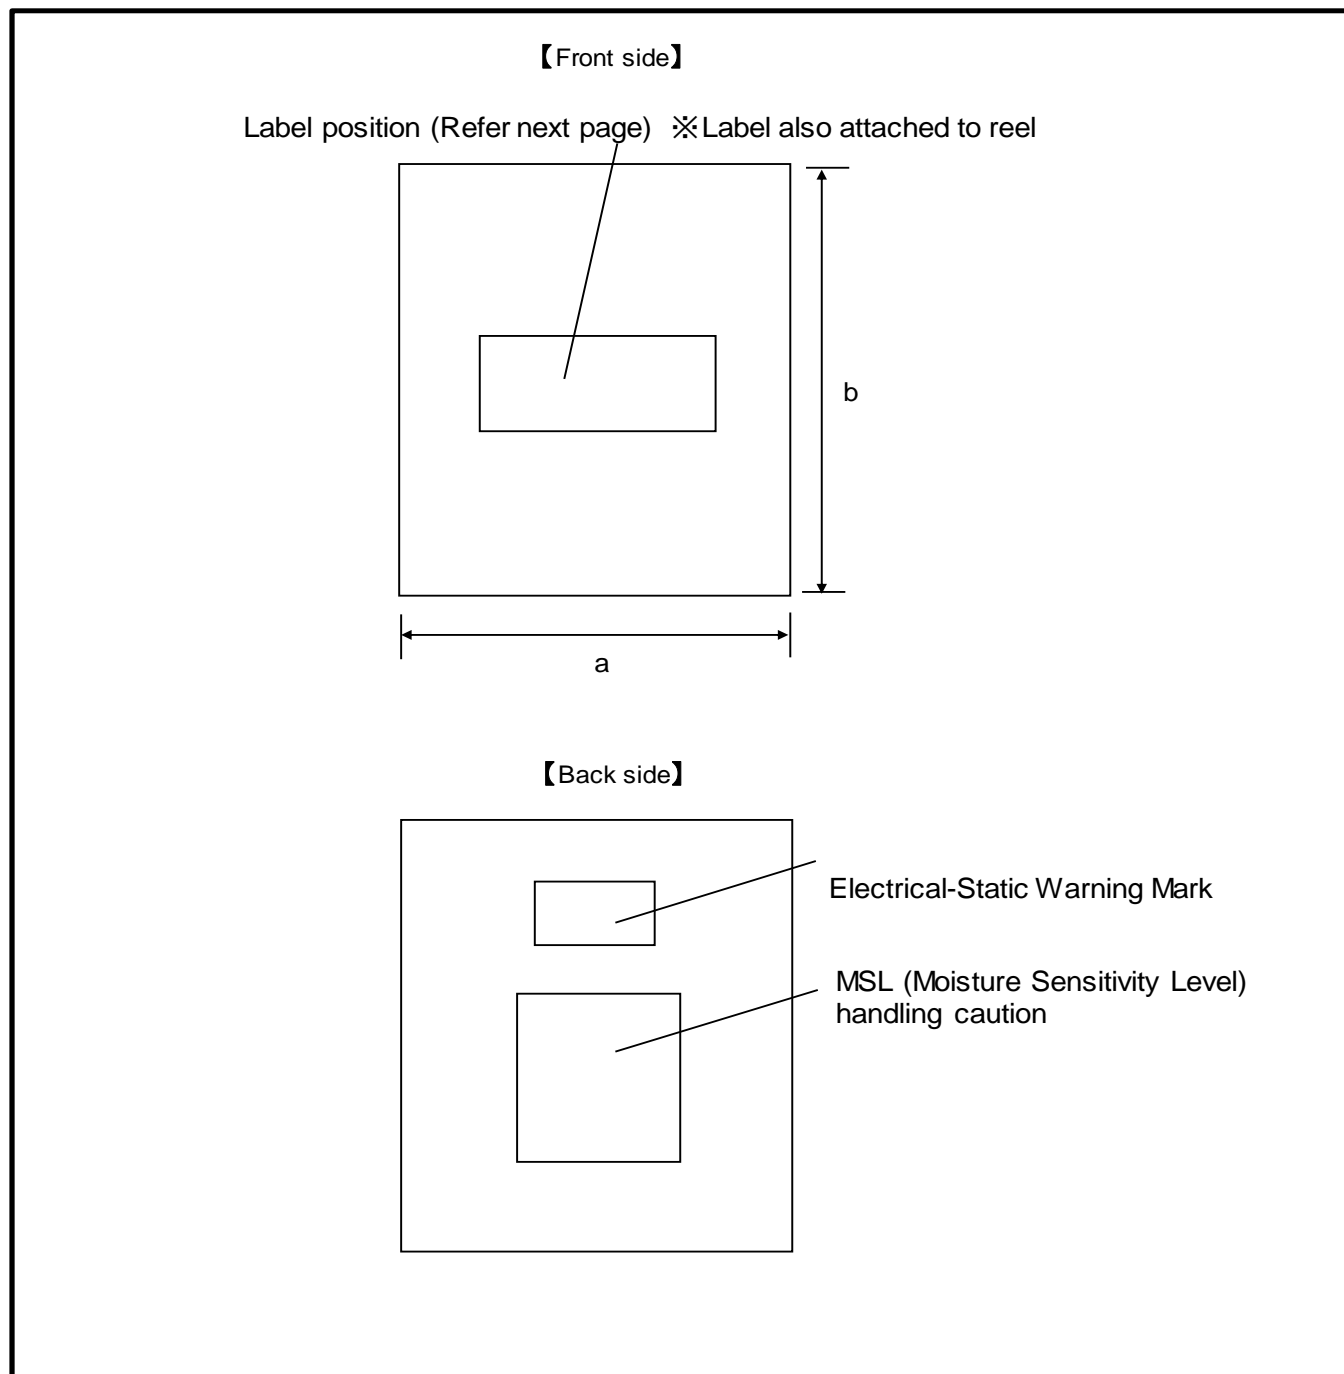 【Front side】
Label position (Refer next page) ※Label also attached to reel
b
a
【Back side】
Electrical-Static Warning Mark
MSL (Moisture Sensitivity Level)
handling caution